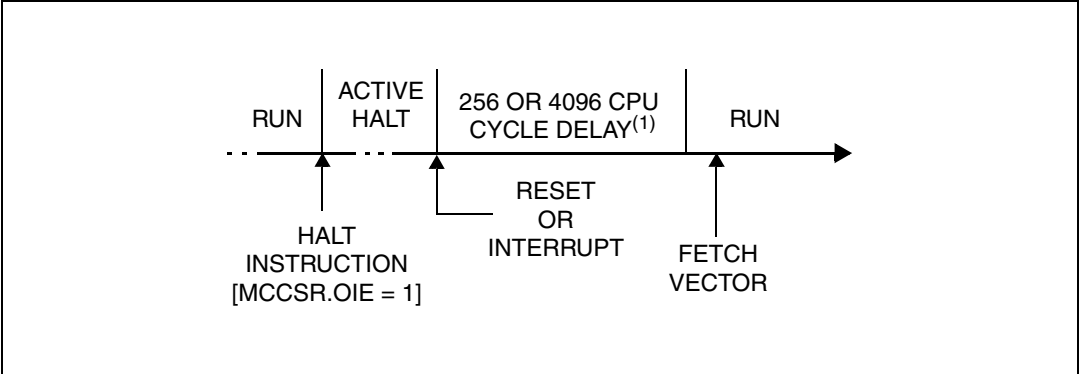 RUN
ACTIVE
HALT
256 OR 4096 CPU
CYCLE DELAY(1)
RUN
HALT
INSTRUCTION
[MCCSR.OIE = 1]
RESET
OR
INTERRUPT
FETCH
VECTOR